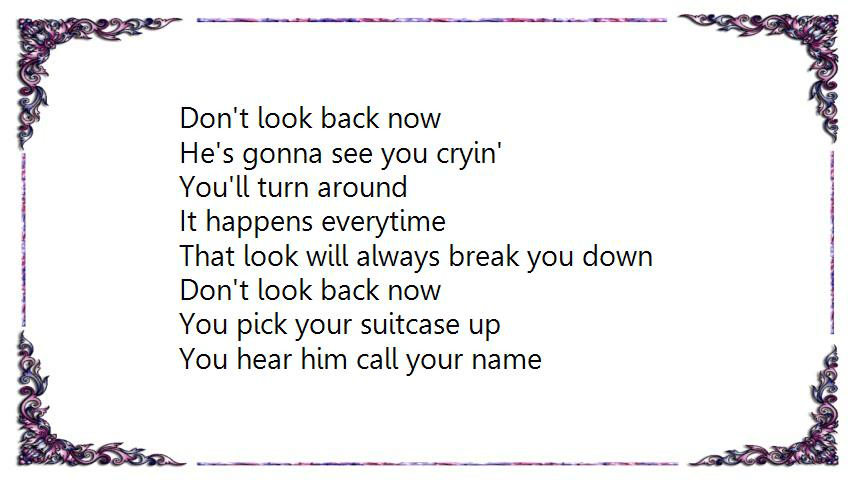 Don't look back now
He's gonna see you cryin'
You'll turn around
It happens everytime
That look will always break you down
Don't look back now
You pick your suitcase up
You hear him call your name